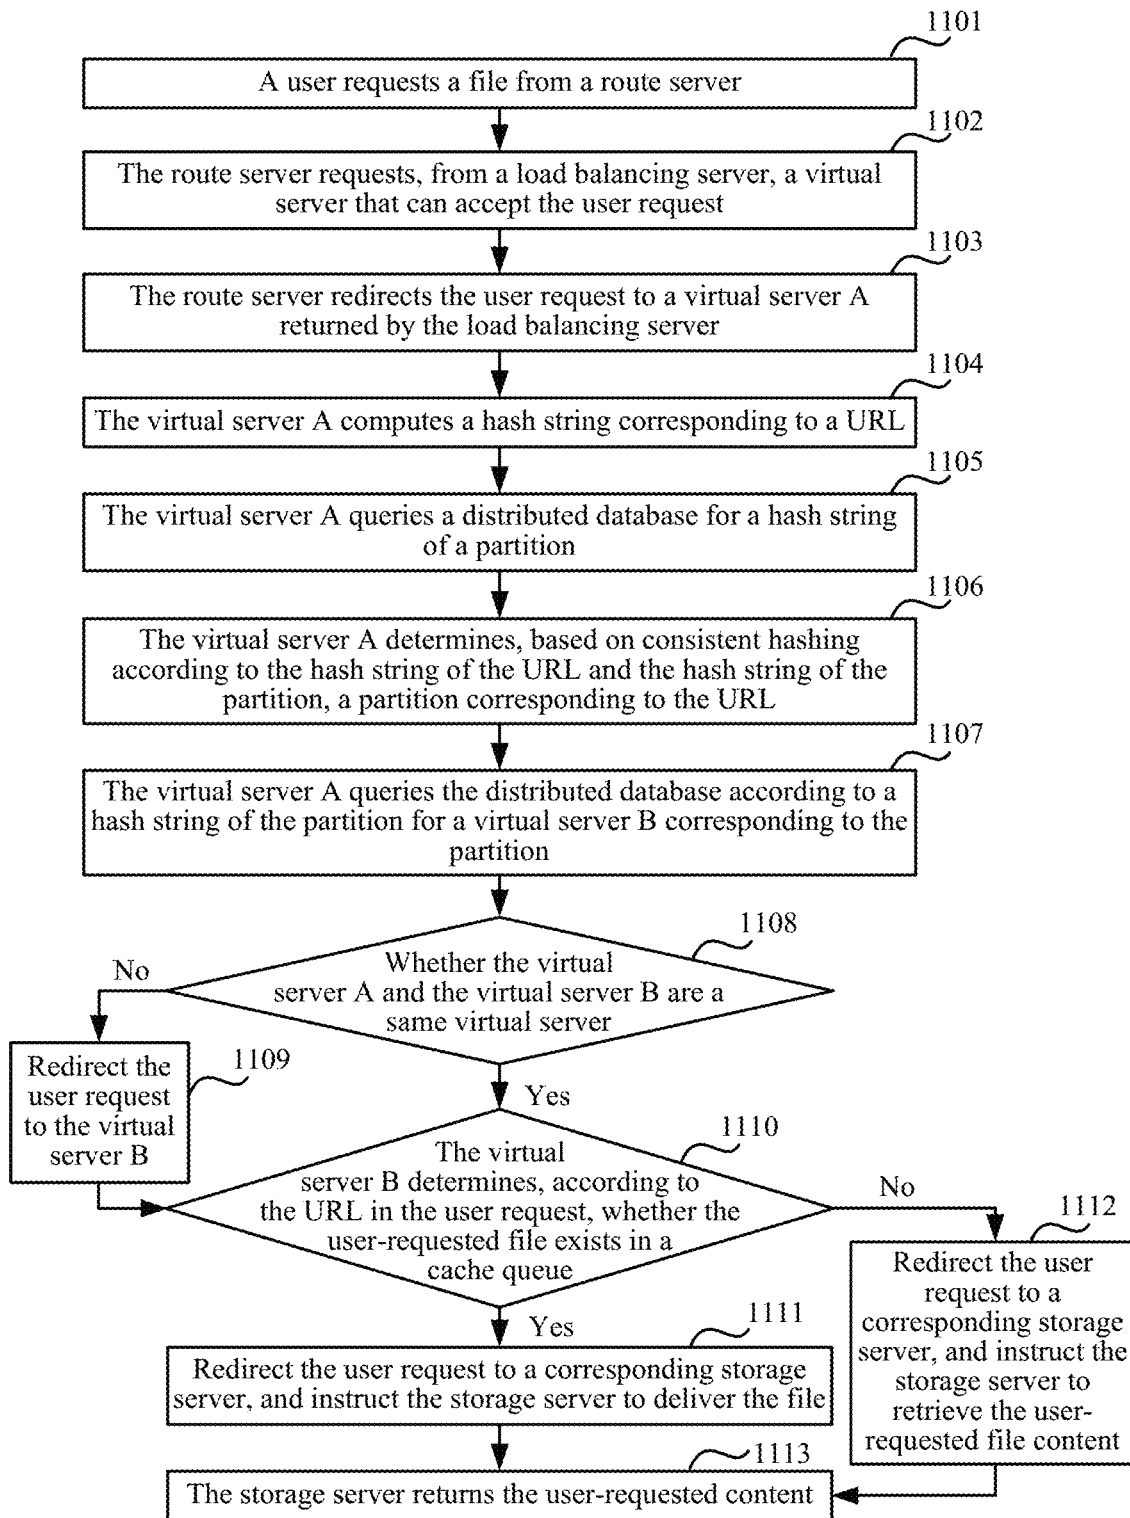 1101
A user requests a file from a route server
1102
The route server requests, from a load balancing server, a virtual
server that can accept the user request
1103
The route server redirects the user request to a virtual server A
returned by the load balancing server
1104
The virtual server A computes a hash string corresponding to a URL
1105
The virtual server A queries a distributed database for a hash string
of a partition
1106
The virtual server A determines, based on consistent hashing
according to the hash string of the URL and the hash string of the
partition, a partition corresponding to the URL
1107
The virtual server A queries the distributed database according to a
hash string of the partition for a virtual server B corresponding to the
partition
1108
Whether the virtual
server A and the virtual server B are a
same virtual server
No
1109
Redirect the
user request
to the virtual
server B
Yes
1110
The virtual
server B determines, according to
the URL in the user request, whether the
user-requested file exists in a
cache queue
No
1112
Redirect the user
request to a
corresponding storage
server, and instruct the
storage server to
retrieve the user-
requested file content
Yes
1111
Redirect the user request to a corresponding storage
server, and instruct the storage server to deliver the file
1113
The storage server returns the user-requested content